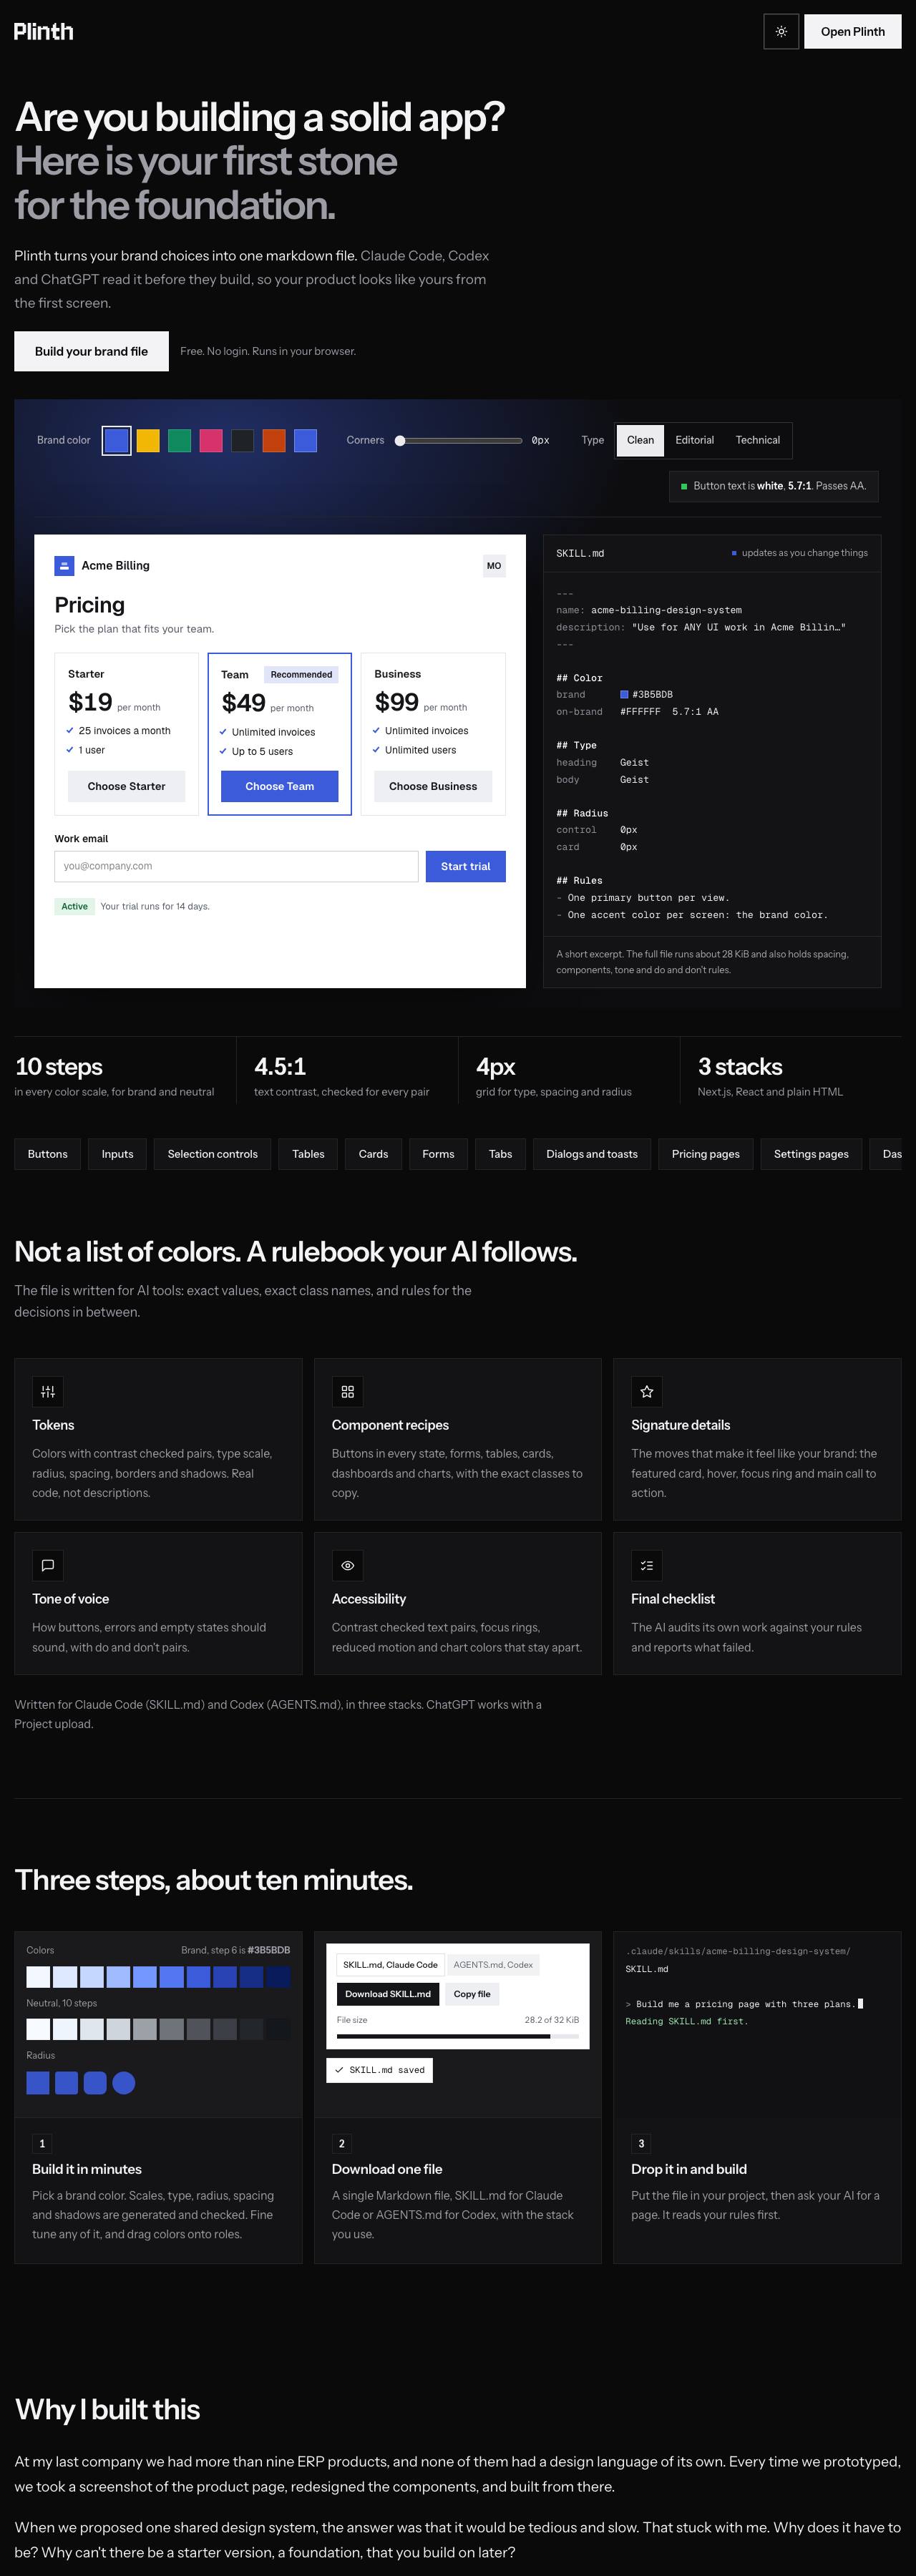 Plinth
Open Plinth
Are you building a solid app?
Here is your first stone
for the foundation.
Plinth turns your brand choices into one markdown file. Claude Code, Codex
and ChatGPT read it before they build, so your product looks like yours from
the first screen.
Build your brand file
Free. No login. Runs in your browser.
Brand color
Corners
0px
Type
Clean
Editorial
Technical
Button text is white, 5.7:1. Passes AA.
Acme Billing
MO
Pricing
Pick the plan that fits your team.
Starter
$19 per month
25 invoices a month
1 user
Choose Starter
Team
Recommended
$49 per month
Unlimited invoices
Up to 5 users
Choose Team
Business
$99 per month
Unlimited invoices
Unlimited users
Choose Business
Work email
you@company.com
Start trial
Active
Your trial runs for 14 days.
SKILL.md
updates as you change things
---
name: acme-billing-design-system
description: "Use for ANY UI work in Acme Billin…"
---
## Color
brand #3B5BDB
on-brand #FFFFFF 5.7:1 AA
## Type
heading Geist
body Geist
## Radius
control 0px
card 0px
## Rules
- One primary button per view.
- One accent color per screen: the brand color.
A short excerpt. The full file runs about 28 KiB and also holds spacing,
components, tone and do and don't rules.
10 steps
in every color scale, for brand and neutral
4.5:1
text contrast, checked for every pair
4px
grid for type, spacing and radius
3 stacks
Next.js, React and plain HTML
Buttons
Inputs
Selection controls
Tables
Cards
Forms
Tabs
Dialogs and toasts
Pricing pages
Settings pages
Das
Not a list of colors. A rulebook your AI follows.
The file is written for AI tools: exact values, exact class names, and rules for the
decisions in between.
Tokens
Colors with contrast checked pairs, type scale,
radius, spacing, borders and shadows. Real
code, not descriptions.
Component recipes
Buttons in every state, forms, tables, cards,
dashboards and charts, with the exact classes to
copy.
Signature details
The moves that make it feel like your brand: the
featured card, hover, focus ring and main call to
action.
Tone of voice
How buttons, errors and empty states should
sound, with do and don't pairs.
Accessibility
Contrast checked text pairs, focus rings,
reduced motion and chart colors that stay apart.
Final checklist
The AI audits its own work against your rules
and reports what failed.
Written for Claude Code (SKILL.md) and Codex (AGENTS.md), in three stacks. ChatGPT works with a
Project upload.
Three steps, about ten minutes.
Colors
Brand, step 6 is #3B5BDB
Neutral, 10 steps
Radius
1
Build it in minutes
Pick a brand color. Scales, type, radius, spacing
and shadows are generated and checked. Fine
tune any of it, and drag colors onto roles.
SKILL.md, Claude Code
AGENTS.md, Codex
Download SKILL.md
Copy file
File size
28.2 of 32 KiB
SKILL.md saved
2
Download one file
A single Markdown file, SKILL.md for Claude
Code or AGENTS.md for Codex, with the stack
you use.
.claude/skills/acme-billing-design-system/
SKILL.md
> Build me a pricing page with three plans.
Reading SKILL.md first.
3
Drop it in and build
Put the file in your project, then ask your AI for a
page. It reads your rules first.
Why I built this
At my last company we had more than nine ERP products, and none of them had a design language of its own. Every time we prototyped,
we took a screenshot of the product page, redesigned the components, and built from there.
When we proposed one shared design system, the answer was that it would be tedious and slow. That stuck with me. Why does it have to
be? Why can't there be a starter version, a foundation, that you build on later?